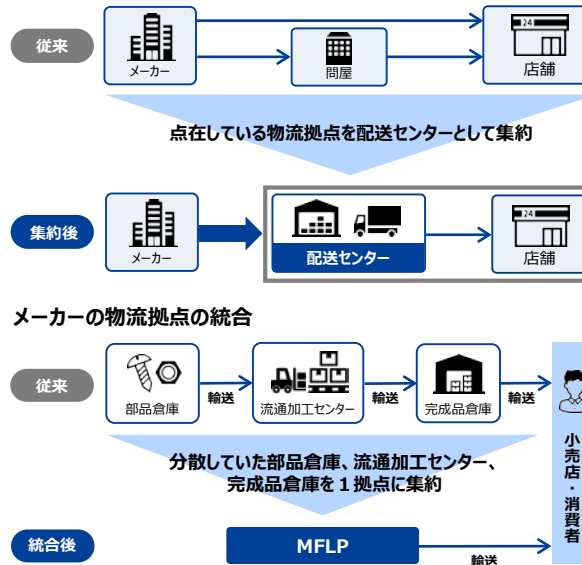 従来
メーカー
問屋
24
店舗
点在している物流拠点を配送センターとして集約
集約後
メーカー
配送センター
24
店舗
メーカーの物流拠点の統合
従来
部品倉庫
輸送
流通加工センター
輸送
完成品倉庫
輸送
小売店・消費者
分散していた部品倉庫、流通加工センター、
完成品倉庫を１拠点に集約
統合後
MFLP
輸送